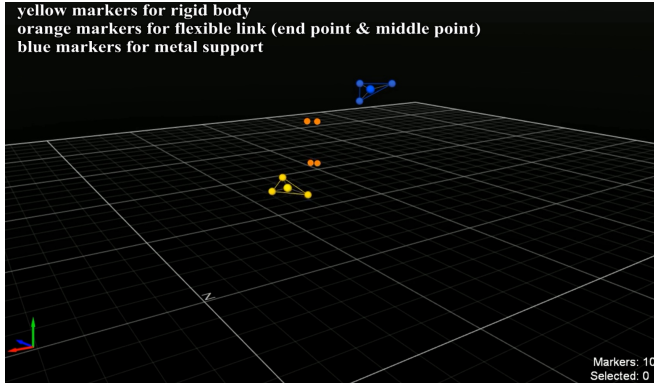 yellow markers for rigid body
orange markers for flexible link (end point & middle point)
blue markers for metal support
Z
Markers: 10
Selected: 0